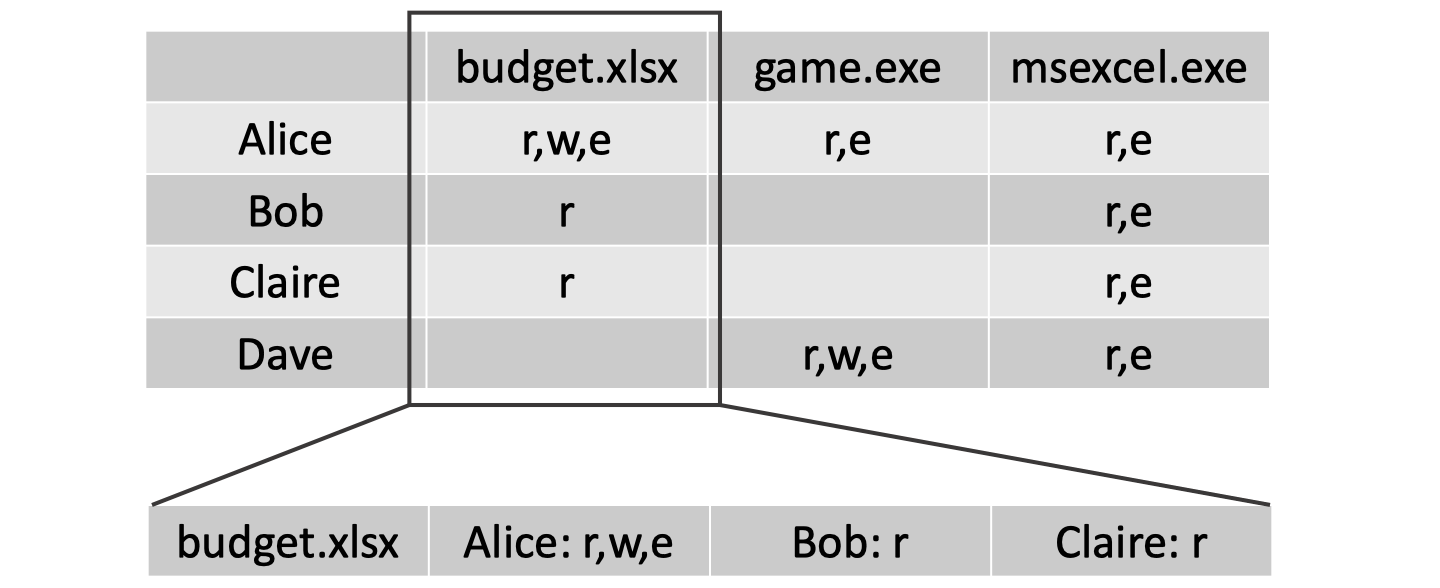 budget.xlsx game.exe msexcel.exe
Alice r,w,e r,e r,e
Bob r r,e
Claire r r,e
Dave r,w,e r,e
budget.xlsx Alice: r,w,e Bob: r Claire: r